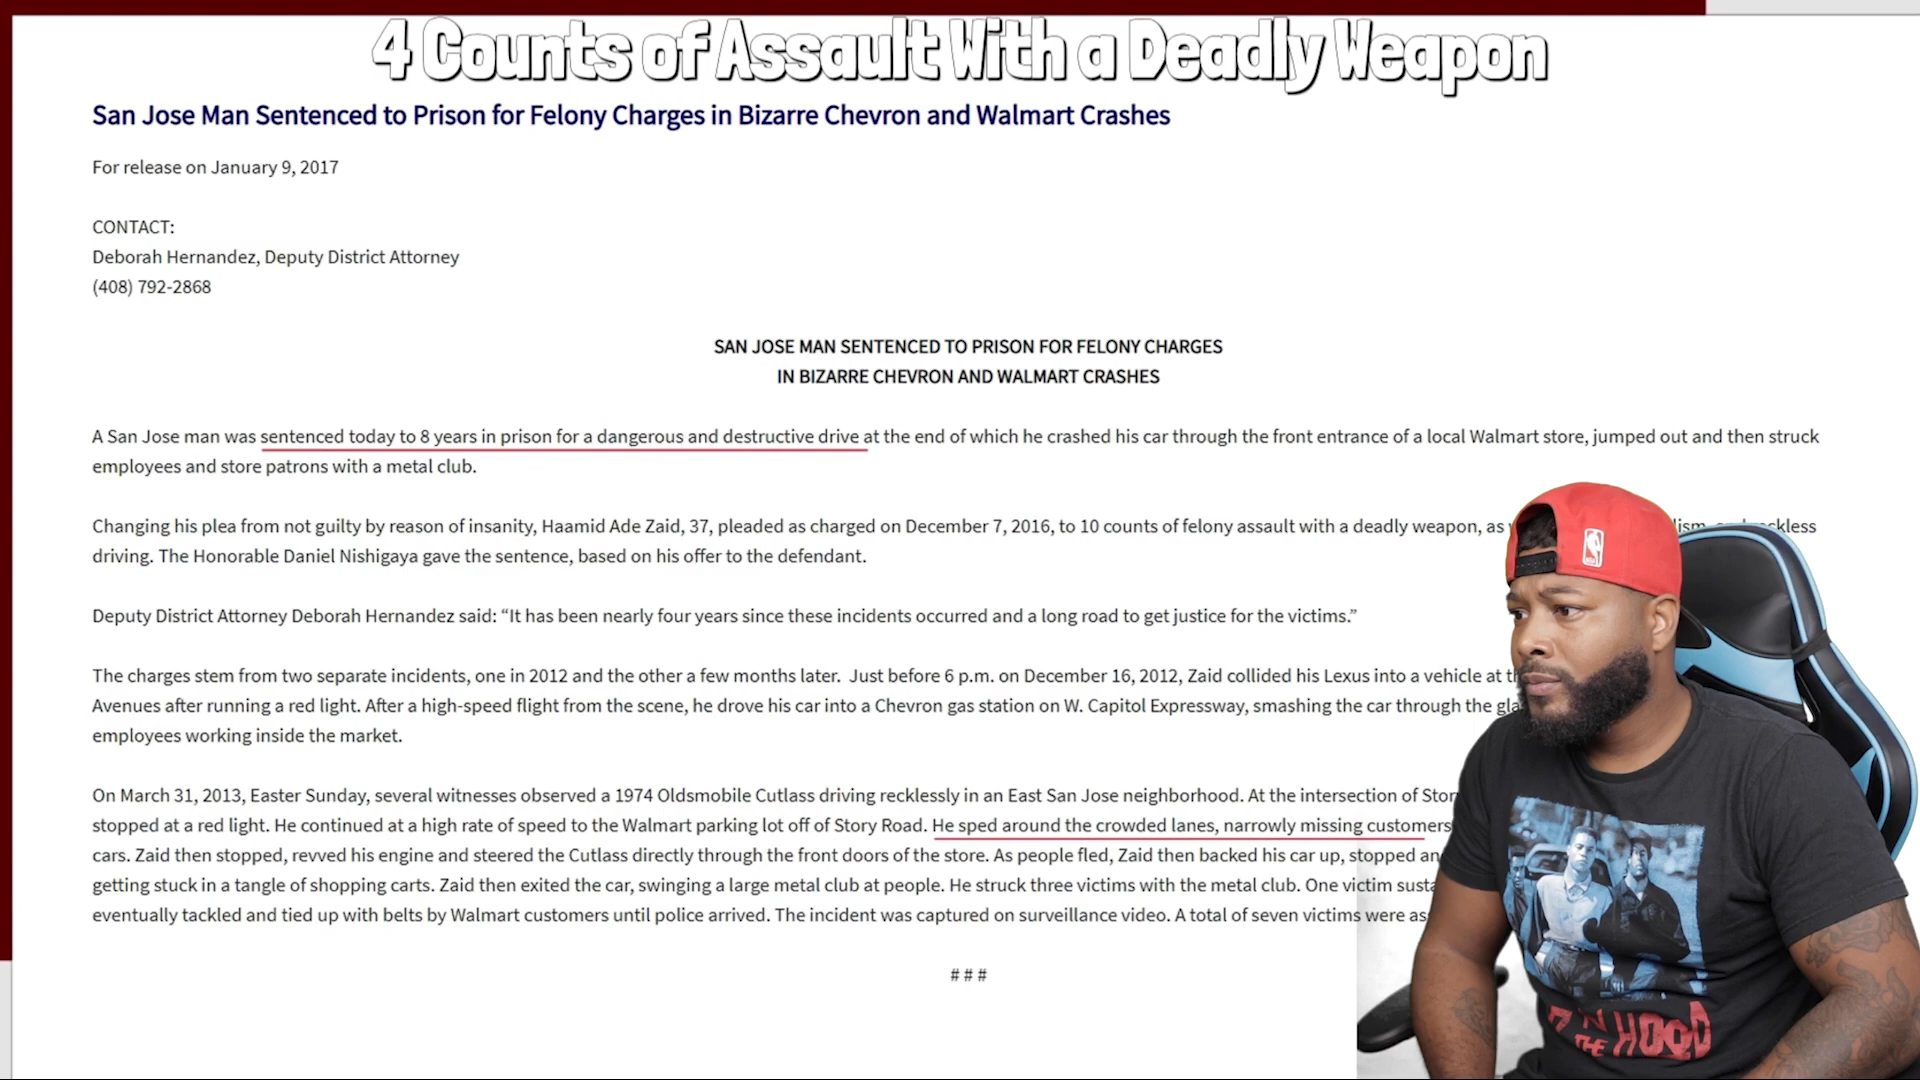 4 Counts of Assault With a Deadly Weapon
San Jose Man Sentenced to Prison for Felony Charges in Bizarre Chevron and Walmart Crashes
For release on January 9, 2017
CONTACT:
Deborah Hernandez, Deputy District Attorney
(408) 792-2868
SAN JOSE MAN SENTENCED TO PRISON FOR FELONY CHARGES
IN BIZARRE CHEVRON AND WALMART CRASHES
A San Jose man was sentenced today to 8 years in prison for a dangerous and destructive drive at the end of which he crashed his car through the front entrance of a local Walmart store, jumped out and then struck
employees and store patrons with a metal club.
Changing his plea from not guilty by reason of insanity, Haamid Ade Zaid, 37, pleaded as charged on December 7, 2016, to 10 counts of felony assault with a deadly weapon, as
driving. The Honorable Daniel Nishigaya gave the sentence, based on his offer to the defendant.
Deputy District Attorney Deborah Hernandez said: “It has been nearly four years since these incidents occurred and a long road to get justice for the victims.”
The charges stem from two separate incidents, one in 2012 and the other a few months later. Just before 6 p.m. on December 16, 2012, Zaid collided his Lexus into a vehicle at
Avenues after running a red light. After a high-speed flight from the scene, he drove his car into a Chevron gas station on W. Capitol Expressway, smashing the car through the
employees working inside the market.
On March 31, 2013, Easter Sunday, several witnesses observed a 1974 Oldsmobile Cutlass driving recklessly in an East San Jose neighborhood. At the intersection of
stopped at a red light. He continued at a high rate of speed to the Walmart parking lot off of Story Road. He sped around the crowded lanes, narrowly missing customers
cars. Zaid then stopped, revved his engine and steered the Cutlass directly through the front doors of the store. As people fled, Zaid then backed his car up, stopped
getting stuck in a tangle of shopping carts. Zaid then exited the car, swinging a large metal club at people. He struck three victims with the metal club. One victim
eventually tackled and tied up with belts by Walmart customers until police arrived. The incident was captured on surveillance video. A total of seven victims were
# # #
THE HOOD